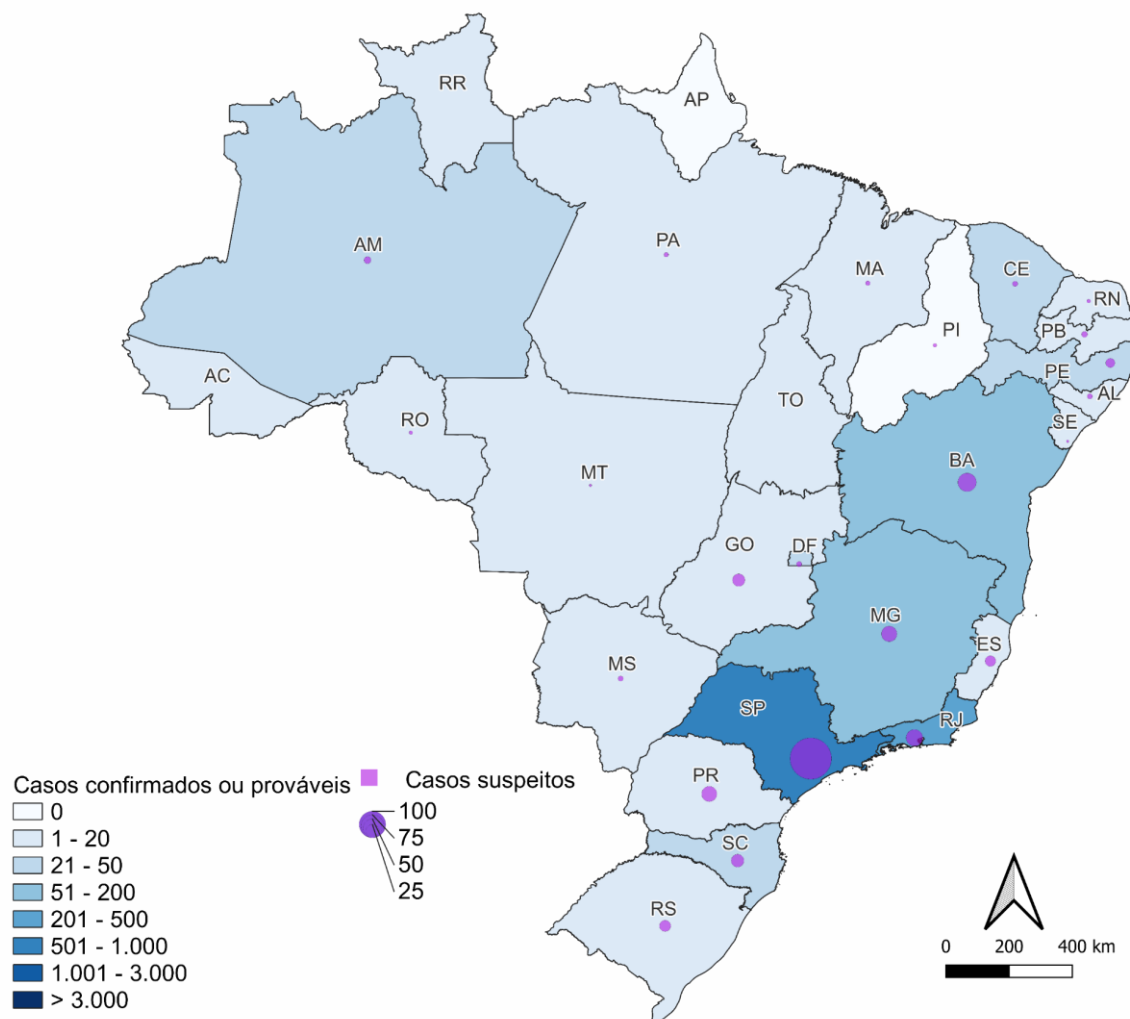 RR
AP
AM
PA
MA
CE
RN
PB
PI
PE
AC
TO
AL
RO
SE
BA
MT
GO
DF
MG
ES
MS
SP
RJ
PR
SC
RS
Casos confirmados ou prováveis
0
1 - 20
21 - 50
51 - 200
201 - 500
501 - 1.000
1.001 - 3.000
> 3.000
Casos suspeitos
100
75
50
25
0 200 400 km